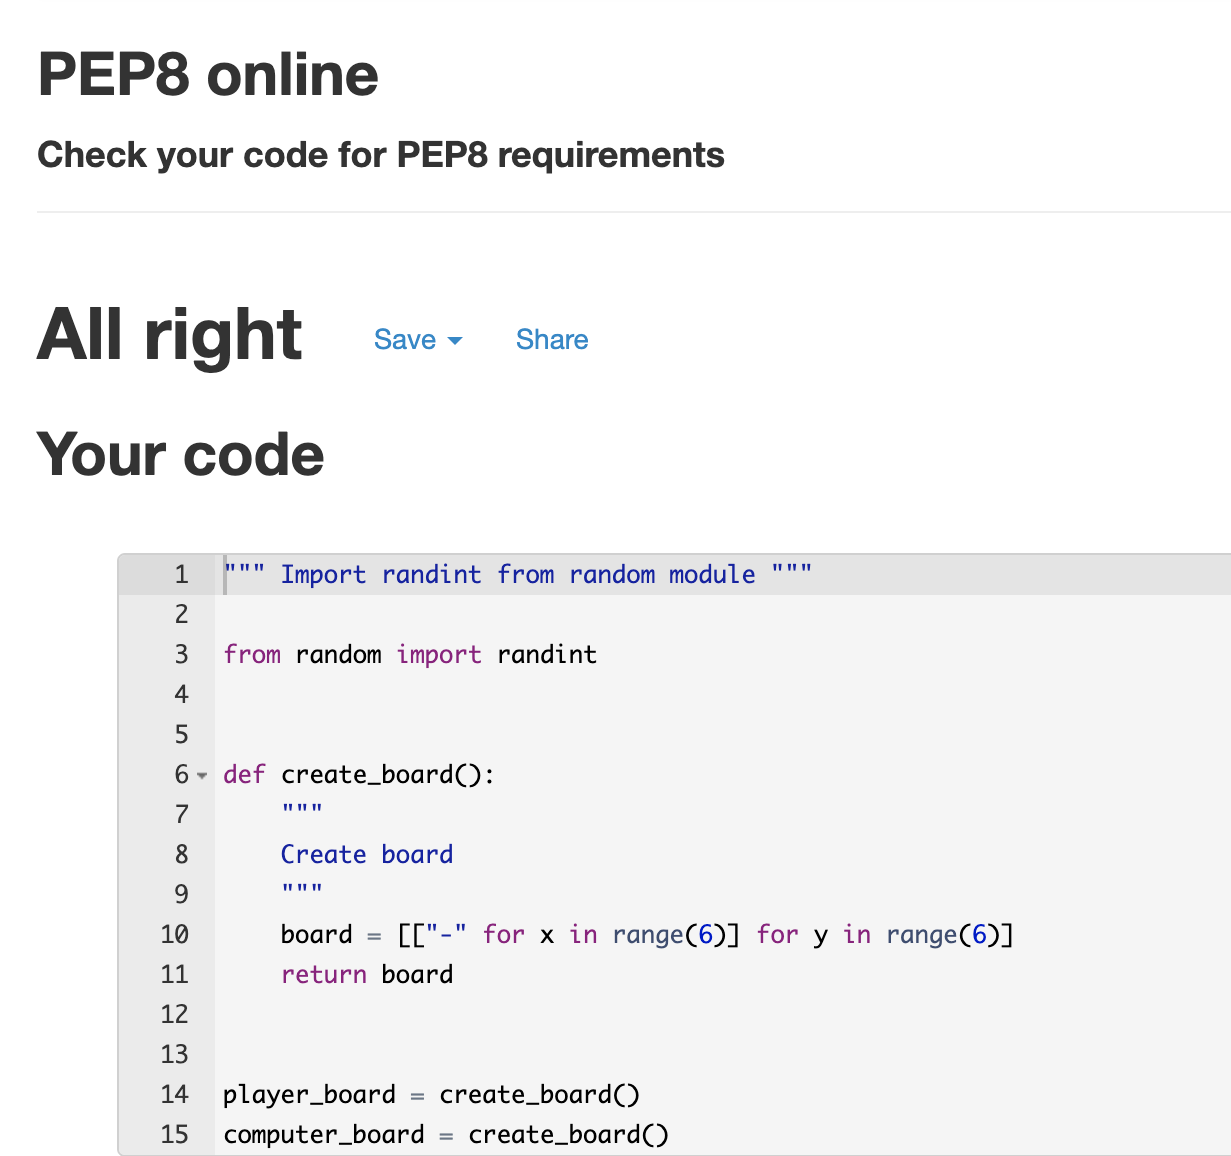 PEP8 online
Check your code for PEP8 requirements
All right Save Share
Your code
1 """ Import randint from random module """
2
3 from random import randint
4
5
6 def create_board():
7     """
8     Create board
9     """
10     board = [["-" for x in range(6)] for y in range(6)]
11     return board
12
13
14 player_board = create_board()
15 computer_board = create_board()